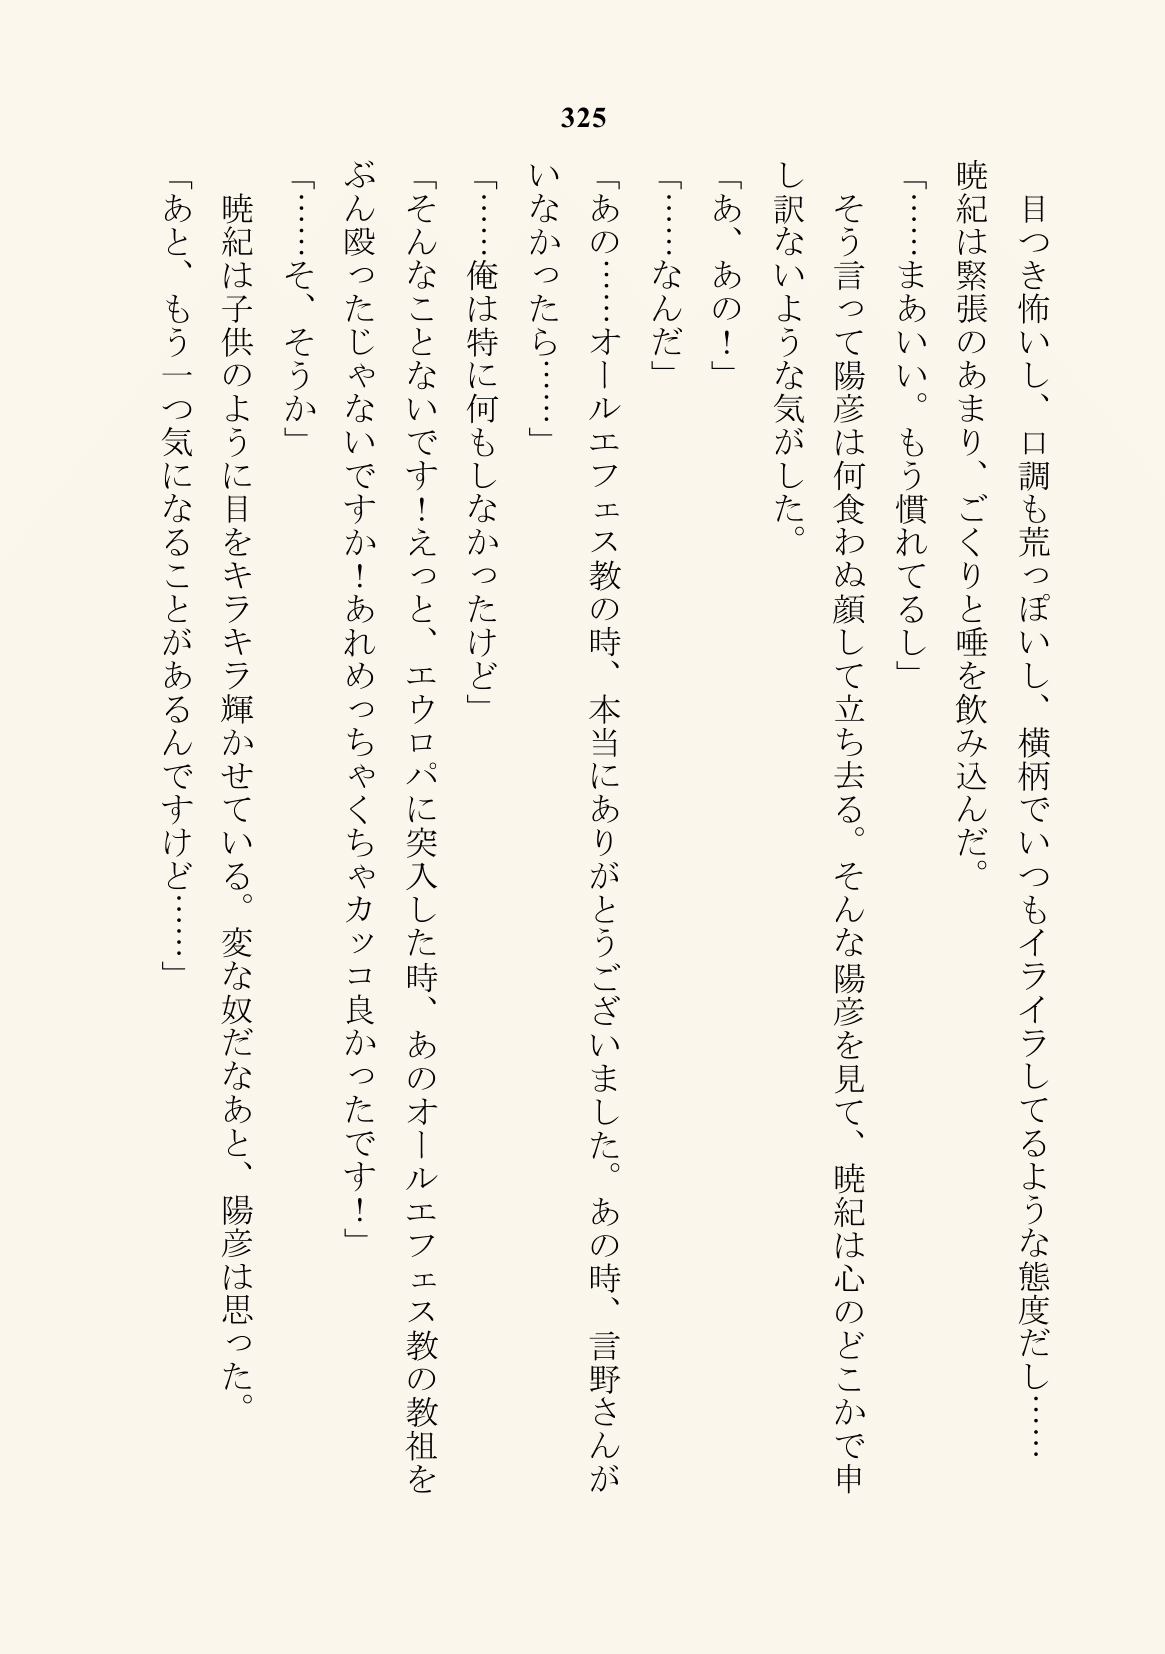 325
目つき怖いし、口調も荒っぽいし、横柄でいつもイライラしてるような態度だし……
暁紀は緊張のあまり、ごくりと唾を飲み込んだ。
「……まあいい。もう慣れてるし」
そう言って陽彦は何食わぬ顔して立ち去る。そんな陽彦を見て、暁紀は心のどこかで申
し訳ないような気がした。
「あ、あの！」
「……なんだ」
「あの……オールエフェス教の時、本当にありがとうございました。あの時、言野さんが
いなかったら……」
「……俺は特に何もしなかったけど」
「そんなことないです！えっと、エウロパに突入した時、あのオールエフェス教の教祖を
ぶん殴ったじゃないですか！あれめっちゃくちゃカッコ良かったです！」
「……そ、そうか」
暁紀は子供のように目をキラキラ輝かせている。変な奴だなあと、陽彦は思った。
「あと、もう一つ気になることがあるんですけど……」